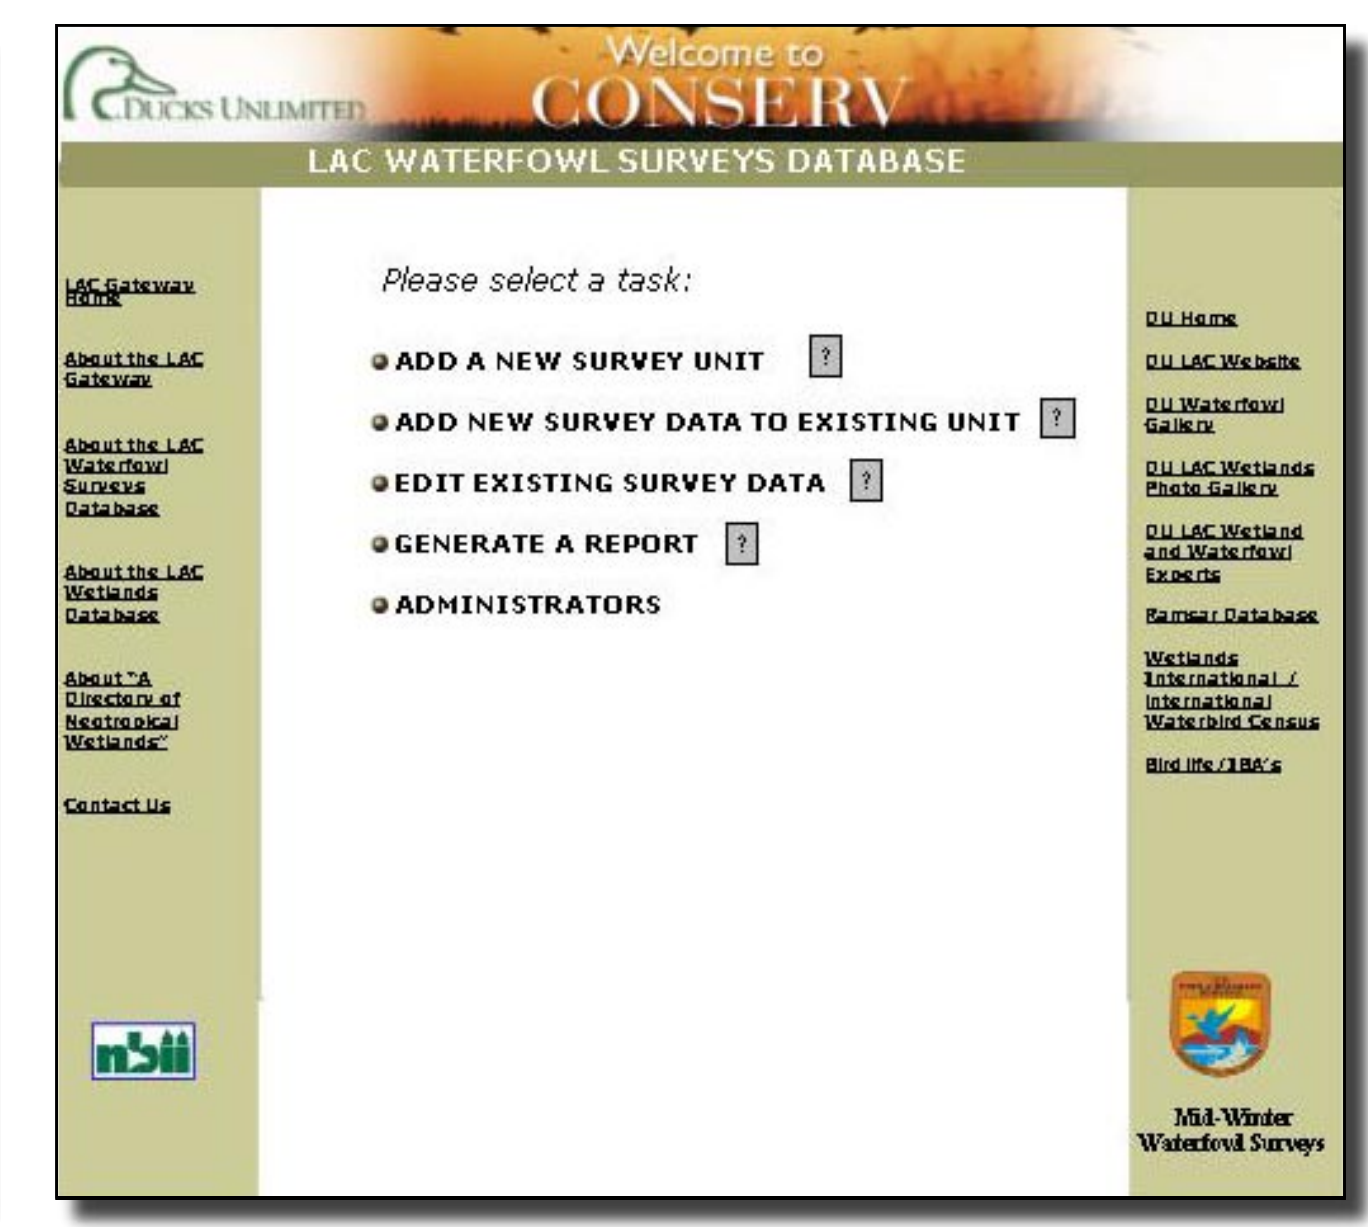 DUCKS UNLIMITED
Welcome to
CONSERV
LAC WATERFOWL SURVEYS DATABASE
LAC Gateway
Home
About the LAC
Gateway
About the LAC
Waterfowl
Surveys
Database
About the LAC
Wetlands
Database
About "A
Directory of
Neotropical
Wetlands"
Contact Us
nbii
Please select a task:
ADD A NEW SURVEY UNIT ?
ADD NEW SURVEY DATA TO EXISTING UNIT ?
EDIT EXISTING SURVEY DATA ?
GENERATE A REPORT ?
ADMINISTRATORS
DU Home
DU LAC Website
DU Waterfowl
Gallery
DU LAC Wetlands
Photo Gallery
DU LAC Wetland
and Waterfowl
Experts
Ramsar Database
Wetlands
International /
International
Waterbird Census
Bird life / IBA's
Mid-Winter
Waterfowl Surveys